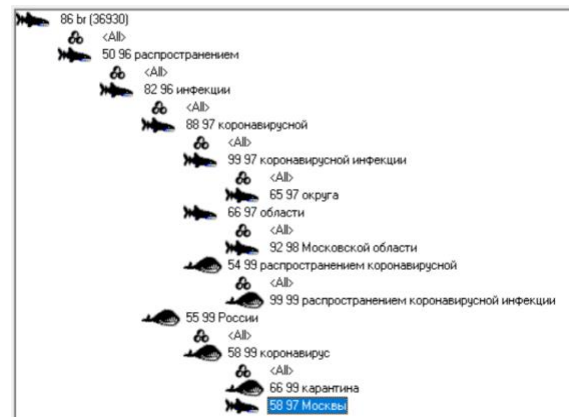 86 br (36930)
<All>
50 96 распространением
<All>
82 96 инфекции
<All>
88 97 коронавирусной
<All>
99 97 коронавирусной инфекции
<All>
65 97 округа
66 97 области
<All>
92 98 Московской области
54 99 распространением коронавирусной
<All>
99 99 распространением коронавирусной инфекции
55 99 России
<All>
58 99 коронавирус
<All>
66 99 карантина
58 97 Москвы